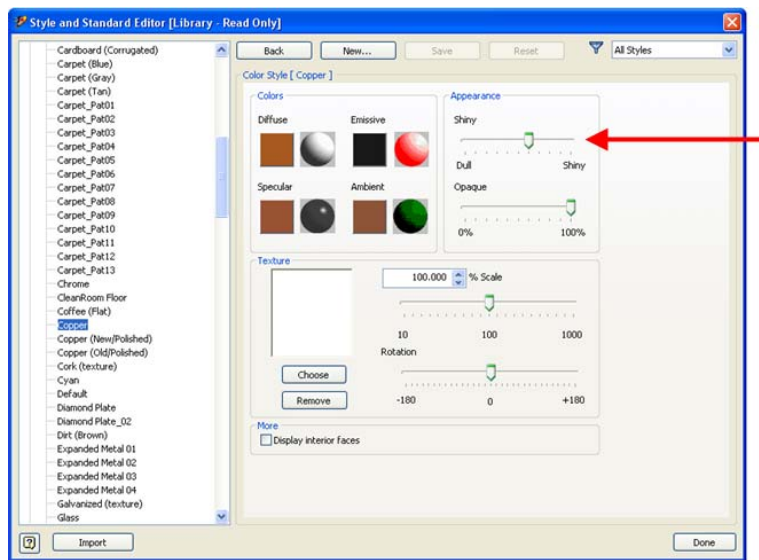 Style and Standard Editor [Library - Read Only]
Cardboard (Corrugated)
Carpet (Blue)
Carpet (Gray)
Carpet (Tan)
Carpet_Pat01
Carpet_Pat02
Carpet_Pat03
Carpet_Pat04
Carpet_Pat05
Carpet_Pat06
Carpet_Pat07
Carpet_Pat08
Carpet_Pat09
Carpet_Pat10
Carpet_Pat11
Carpet_Pat12
Carpet_Pat13
Chrome
CleanRoom Floor
Coffee (Flat)
Copper
Copper (New/Polished)
Copper (Old/Polished)
Cork (texture)
Cyan
Default
Diamond Plate
Diamond Plate_02
Dirt (Brown)
Expanded Metal 01
Expanded Metal 02
Expanded Metal 03
Expanded Metal 04
Galvanized (texture)
Glass
Back New... Save Reset All Styles
Color Style [ Copper ]
Colors
Diffuse Emissive
Specular Ambient
Appearance
Shiny
Dull Shiny
Opaque
0% 100%
Texture
100.000 % Scale
10 100 1000
Rotation
-180 0 +180
Choose
Remove
More
Display interior faces
? Import Done